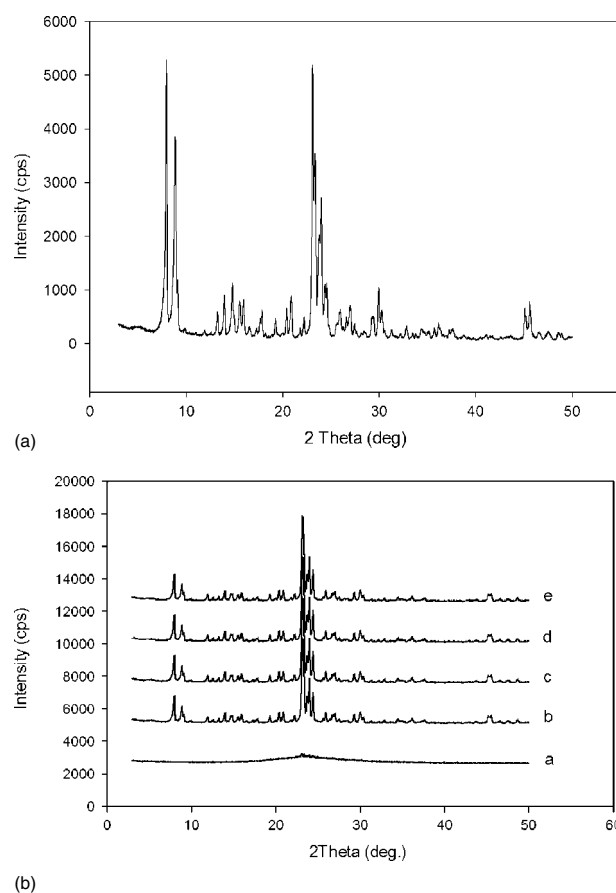 6000
5000
4000
3000
2000
1000
0
Intensity (cps)
0 10 20 30 40 50
2 Theta (deg)
(a)
20000
18000
16000
14000
12000
10000
8000
6000
4000
2000
0
Intensity (cps)
e
d
c
b
a
0 10 20 30 40 50 60
2Theta (deg.)
(b)